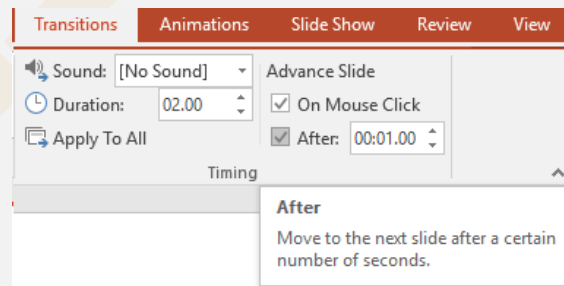 Transitions Animations Slide Show Review View
Sound: [No Sound] Advance Slide
Duration: 02.00 On Mouse Click
Apply To All After: 00:01.00
Timing
After
Move to the next slide after a certain
number of seconds.